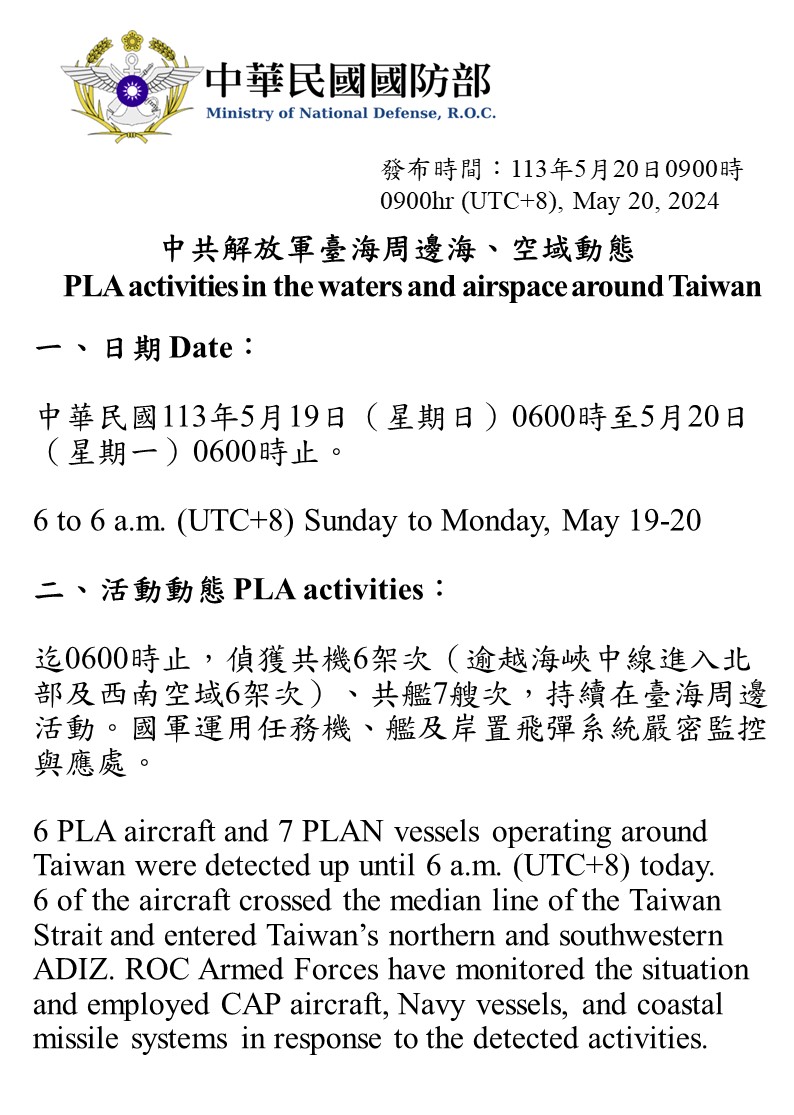 中華民國國防部
Ministry of National Defense, R.O.C.
發布時間：113年5月20日0900時
0900hr (UTC+8), May 20, 2024
中共解放軍臺海周邊海、空域動態
PLA activities in the waters and airspace around Taiwan
一、日期 Date：
中華民國113年5月19日（星期日）0600時至5月20日
（星期一）0600時止。
6 to 6 a.m. (UTC+8) Sunday to Monday, May 19-20
二、活動動態 PLA activities：
迄0600時止，偵獲共機6架次（逾越海峽中線進入北
部及西南空域6架次）、共艦7艘次，持續在臺海周邊
活動。國軍運用任務機、艦及岸置飛彈系統嚴密監控
與應處。
6 PLA aircraft and 7 PLAN vessels operating around
Taiwan were detected up until 6 a.m. (UTC+8) today.
6 of the aircraft crossed the median line of the Taiwan
Strait and entered Taiwan’s northern and southwestern
ADIZ. ROC Armed Forces have monitored the situation
and employed CAP aircraft, Navy vessels, and coastal
missile systems in response to the detected activities.